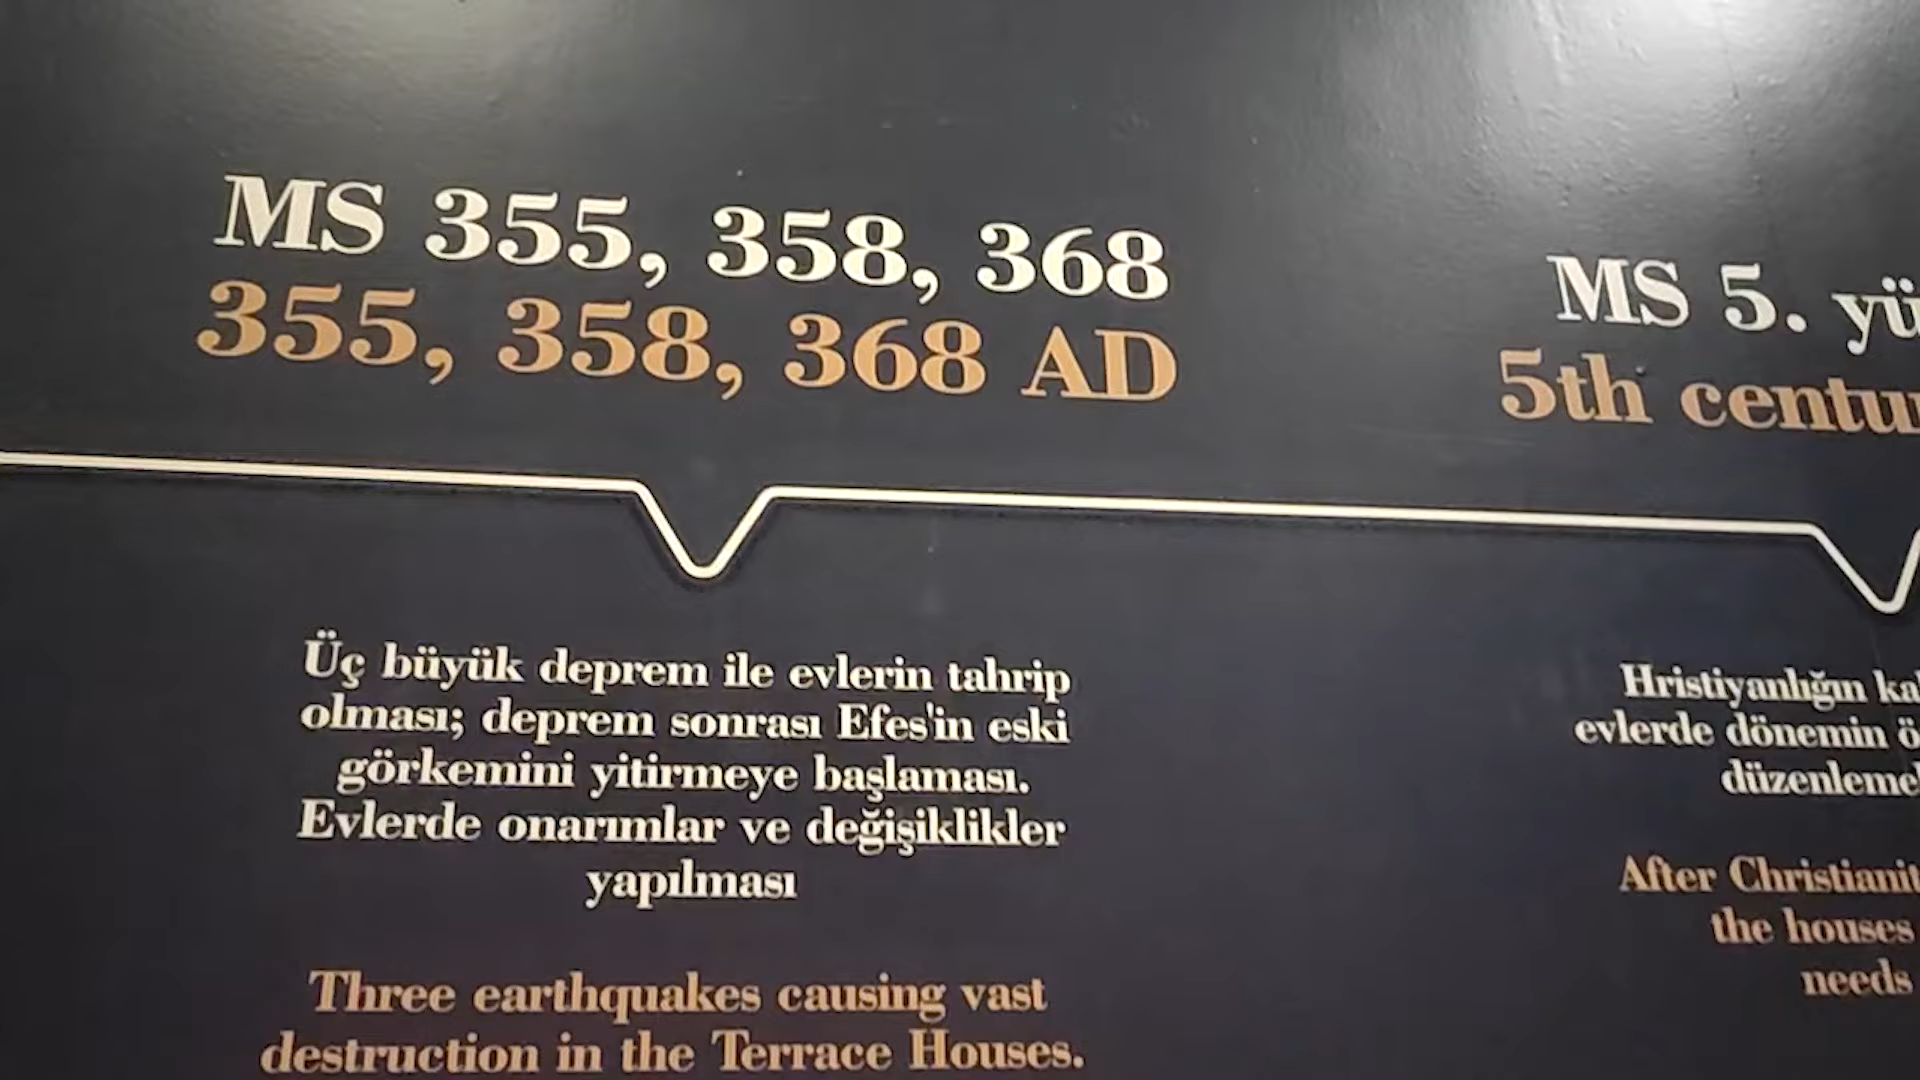 MS 355, 358, 368
355, 358, 368 AD
Üç büyük deprem ile evlerin tahrip
olması; deprem sonrası Efes'in eski
görkemini yitirmeye başlaması.
Evlerde onarımlar ve değişiklikler
yapılması
Three earthquakes causing vast
destruction in the Terrace Houses.
MS 5.
5th
Hristiyanlığın
evlerde dönemin
After
the houses
needs